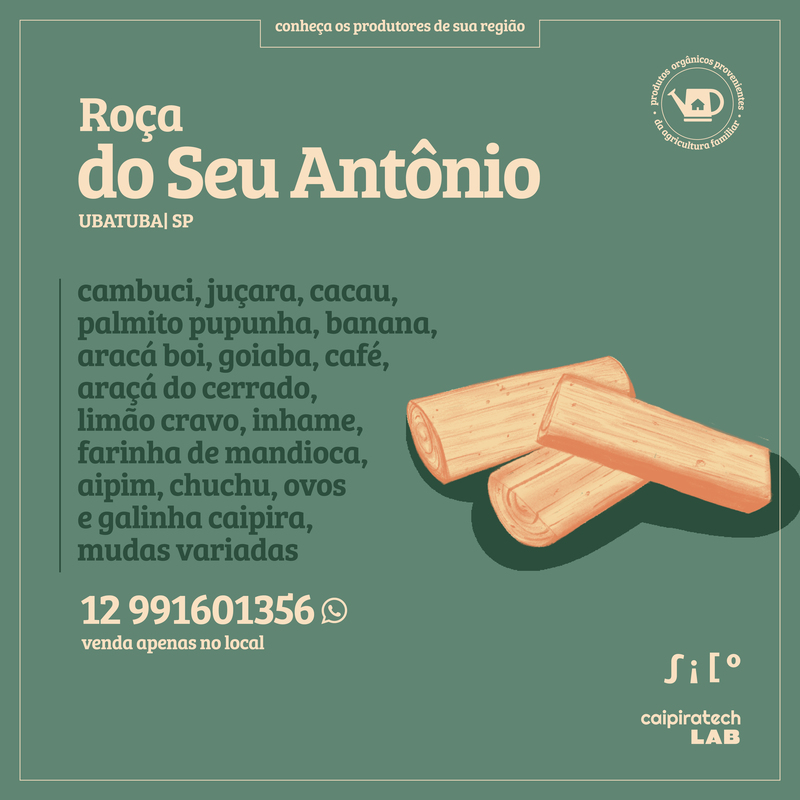 conheça os produtores de sua região
produtos orgânicos provenientes
da agricultura familiar
Roça
do Seu Antônio
UBATUBA| SP
cambuci, juçara, cacau,
palmito pupunha, banana,
aracá boi, goiaba, café,
araçá do cerrado,
limão cravo, inhame,
farinha de mandioca,
aipim, chuchu, ovos
e galinha caipira,
mudas variadas
12 991601356
venda apenas no local
caipiratech
LAB